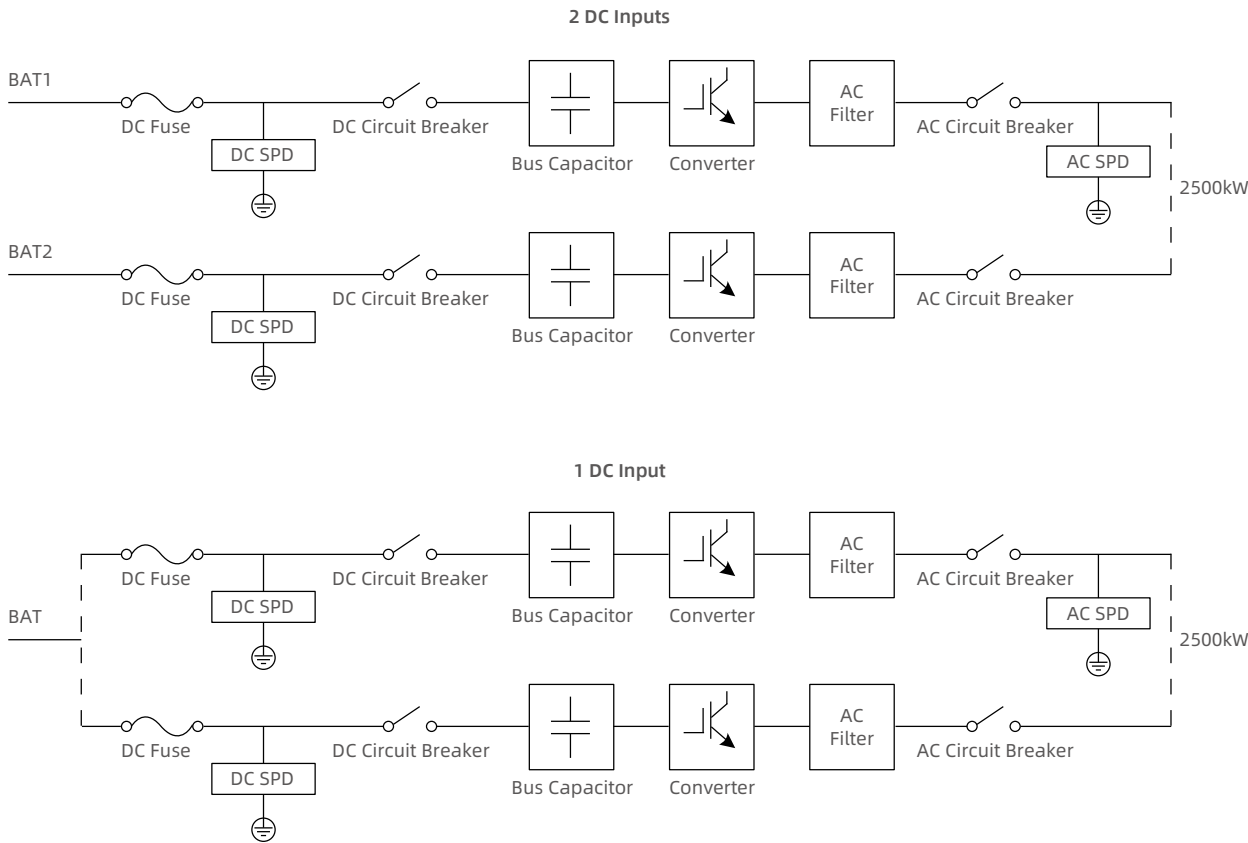 2 DC Inputs
BAT1
DC Fuse
DC SPD
DC Circuit Breaker
Bus Capacitor
Converter
AC
Filter
AC Circuit Breaker
AC SPD
2500kW
BAT2
DC Fuse
DC SPD
DC Circuit Breaker
Bus Capacitor
Converter
AC
Filter
AC Circuit Breaker
1 DC Input
BAT
DC Fuse
DC SPD
DC Circuit Breaker
Bus Capacitor
Converter
AC
Filter
AC Circuit Breaker
AC SPD
2500kW
DC Fuse
DC SPD
DC Circuit Breaker
Bus Capacitor
Converter
AC
Filter
AC Circuit Breaker